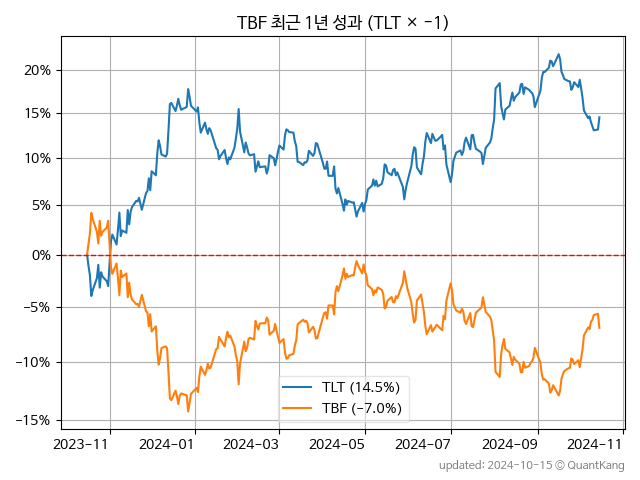 TBF 최근 1년 성과 (TLT × −1)
20%
15%
10%
5%
0%
−5%
−10%
−15%
TLT (14.5%)
TBF (−7.0%)
2023−11 2024−01 2024−03 2024−05 2024−07 2024−09 2024−11
updated: 2024-10-15 © QuantKang